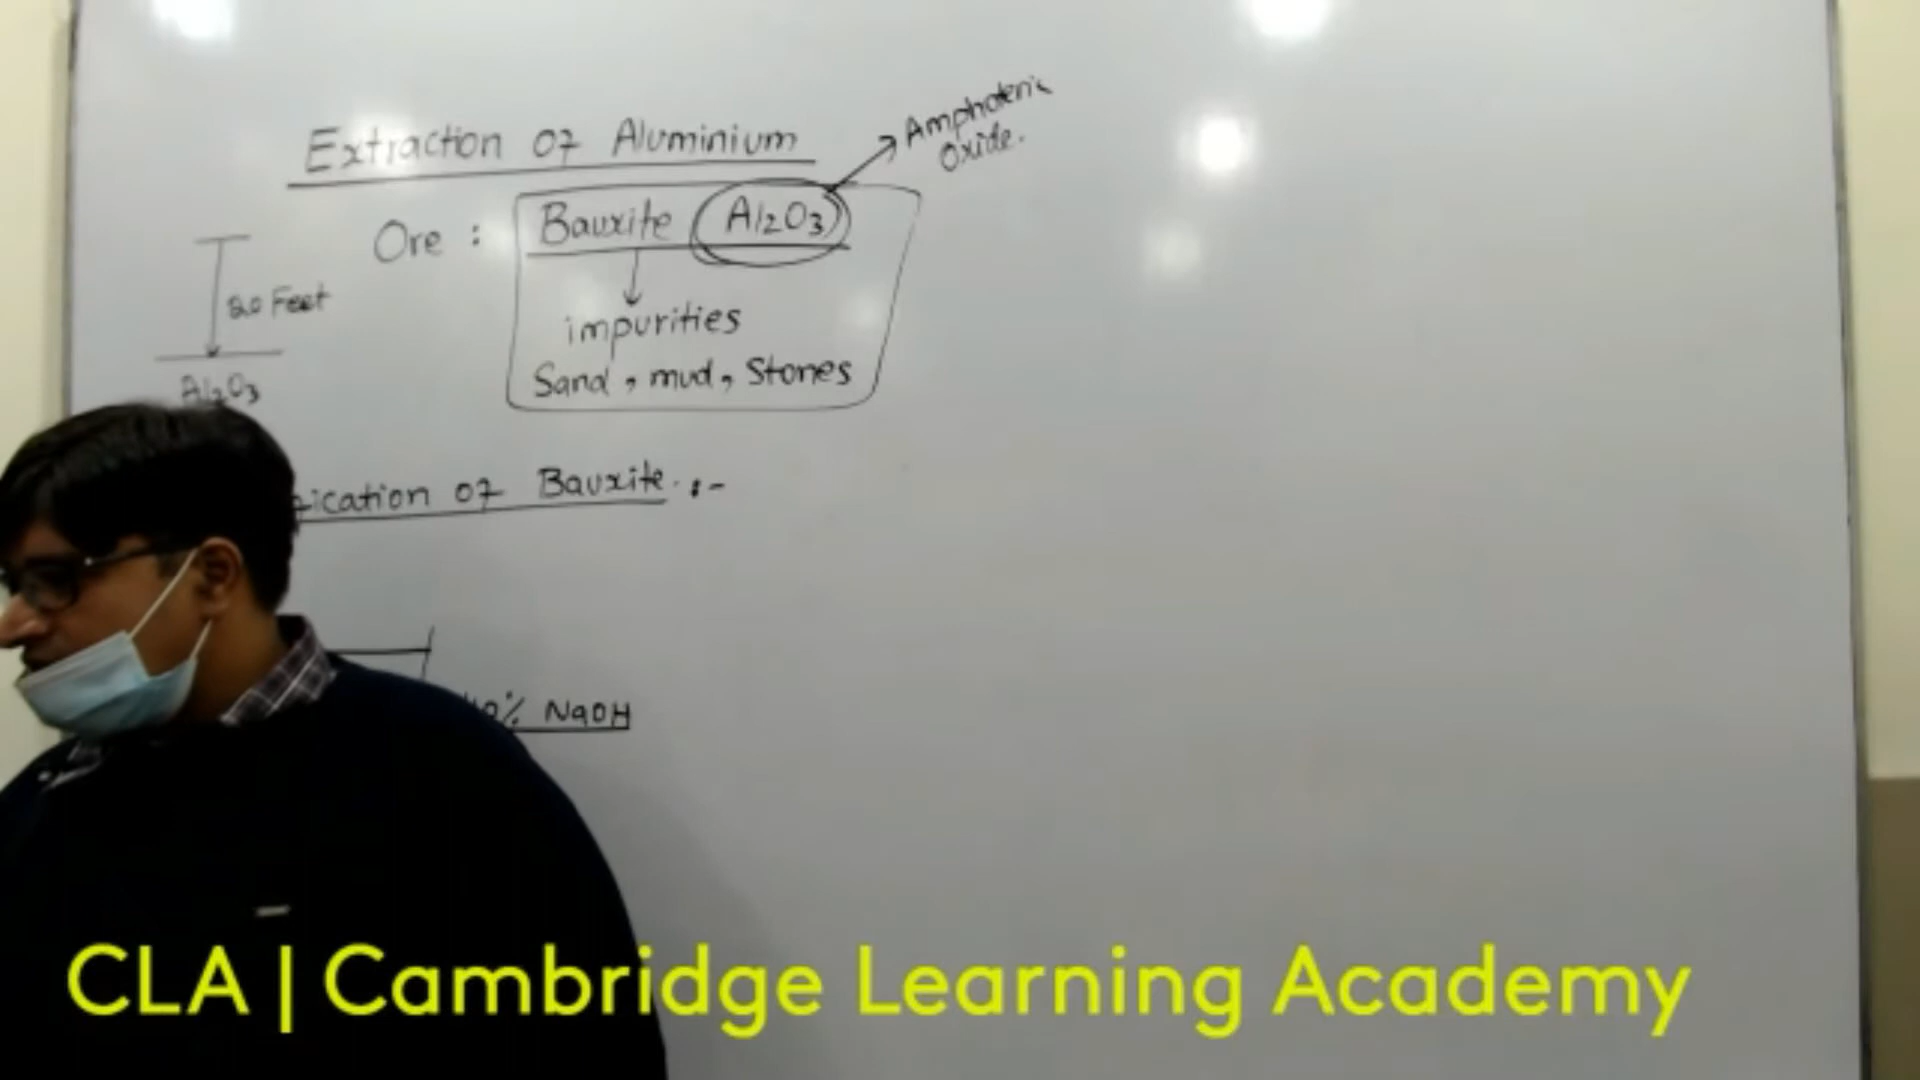 Extraction of Aluminium
Amphoteric
Oxide.
Ore : Bauxite (Al2O3)
20 Feet
Al2O3
impurities
Sand, mud, Stones
of Bauxite :-
% NaOH
CLA | Cambridge Learning Academy